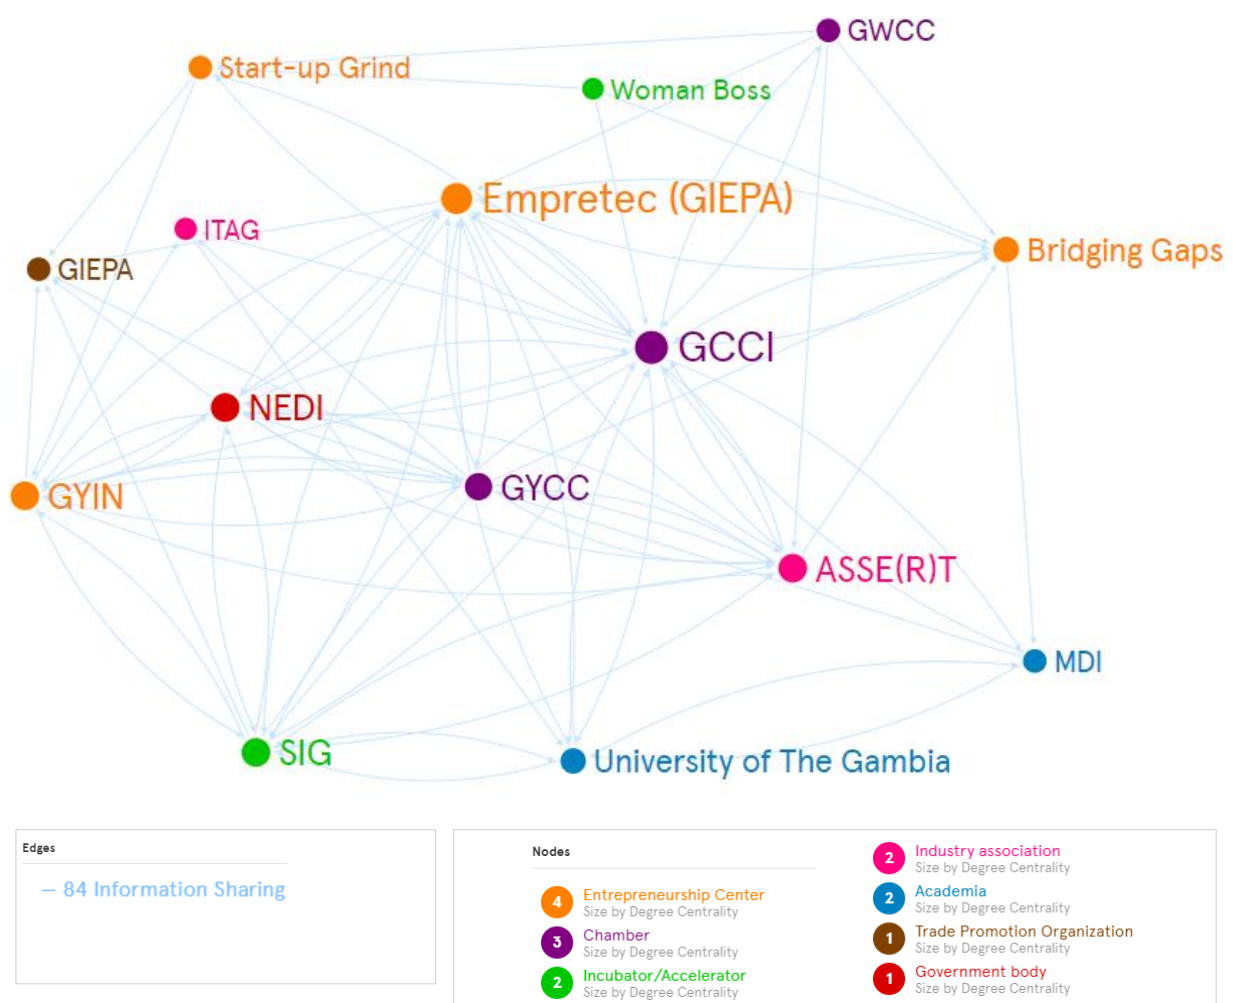 GWCC
Start-up Grind
Woman Boss
Empretec (GIEPA)
ITAG
Bridging Gaps
GIEPA
GCCI
NEDI
GYCC
GYIN
ASSE(R)T
MDI
SIG
University of The Gambia
Edges
— 84 Information Sharing
Nodes
4 Entrepreneurship Center
Size by Degree Centrality
3 Chamber
Size by Degree Centrality
2 Incubator/Accelerator
Size by Degree Centrality
2 Industry association
Size by Degree Centrality
2 Academia
Size by Degree Centrality
1 Trade Promotion Organization
Size by Degree Centrality
1 Government body
Size by Degree Centrality